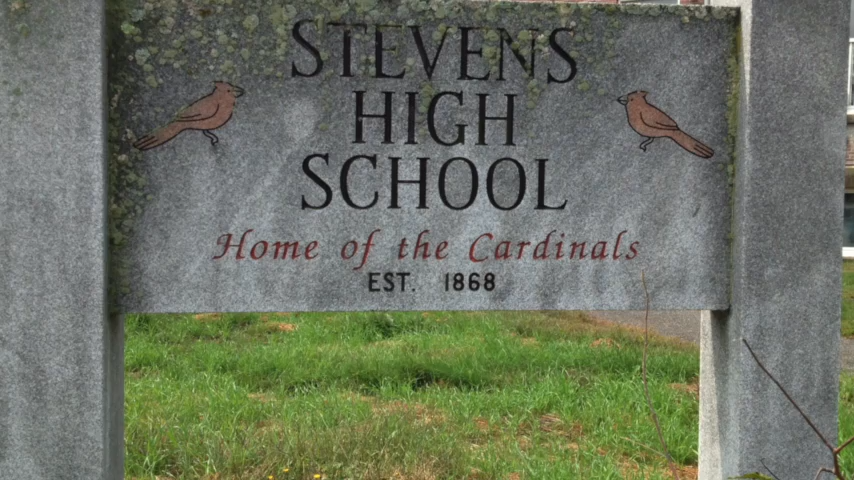 STEVENS
HIGH
SCHOOL
Home of the Cardinals
EST. 1868